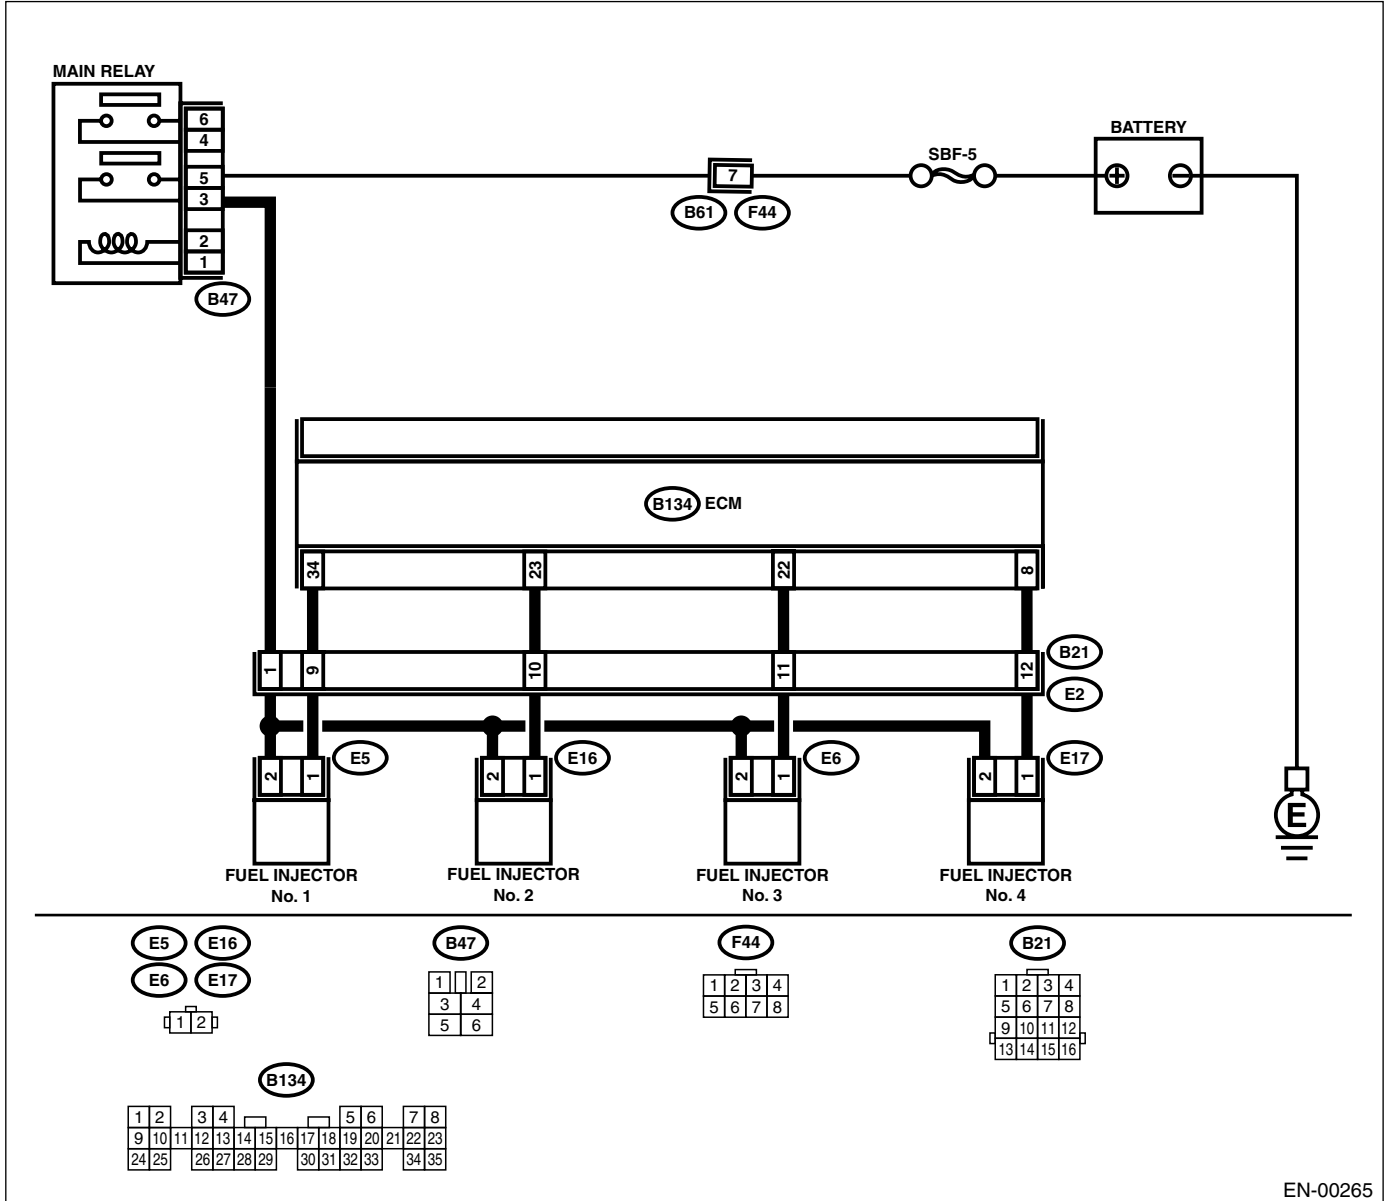 MAIN RELAY
6
4
5
3
2
1
B47
7
B61 F44
SBF-5
BATTERY
B134 ECM
34 23 22 8
1 9 10 11 12
B21
E2
2 1 E5
2 1 E16
2 1 E6
2 1 E17
FUEL INJECTOR
No. 1
FUEL INJECTOR
No. 2
FUEL INJECTOR
No. 3
FUEL INJECTOR
No. 4
E
E5 E16
E6 E17
1 2
B47
1 2
3 4
5 6
F44
1 2 3 4
5 6 7 8
B21
1 2 3 4
5 6 7 8
9 10 11 12
13 14 15 16
B134
1 2 3 4 5 6 7 8
9 10 11 12 13 14 15 16 17 18 19 20 21 22 23
24 25 26 27 28 29 30 31 32 33 34 35
EN-00265